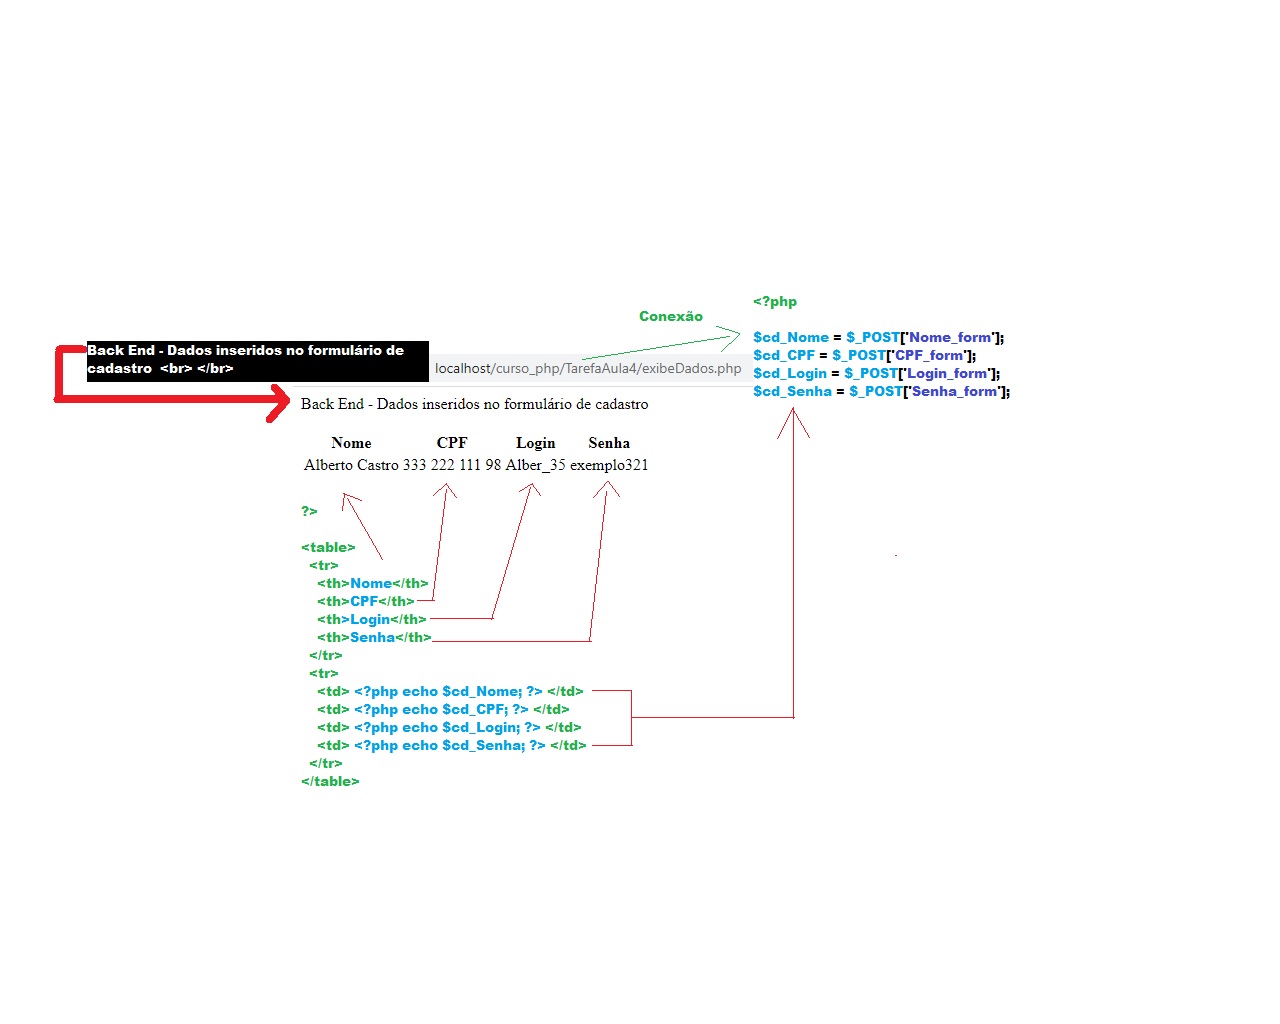 <?php
Conexão
$cd_Nome = $_POST['Nome_form'];
$cd_CPF = $_POST['CPF_form'];
$cd_Login = $_POST['Login_form'];
$cd_Senha = $_POST['Senha_form'];
Back End - Dados inseridos no formulário de
cadastro  <br> </br>
localhost/curso_php/TarefaAula4/exibeDados.php
Back End - Dados inseridos no formulário de cadastro
Nome CPF Login Senha
Alberto Castro 333 222 111 98 Alber_35 exemplo321
?>
<table>
<tr>
<th>Nome</th>
<th>CPF</th>
<th>Login</th>
<th>Senha</th>
</tr>
<tr>
<td> <?php echo $cd_Nome; ?> </td>
<td> <?php echo $cd_CPF; ?> </td>
<td> <?php echo $cd_Login; ?> </td>
<td> <?php echo $cd_Senha; ?> </td>
</tr>
</table>